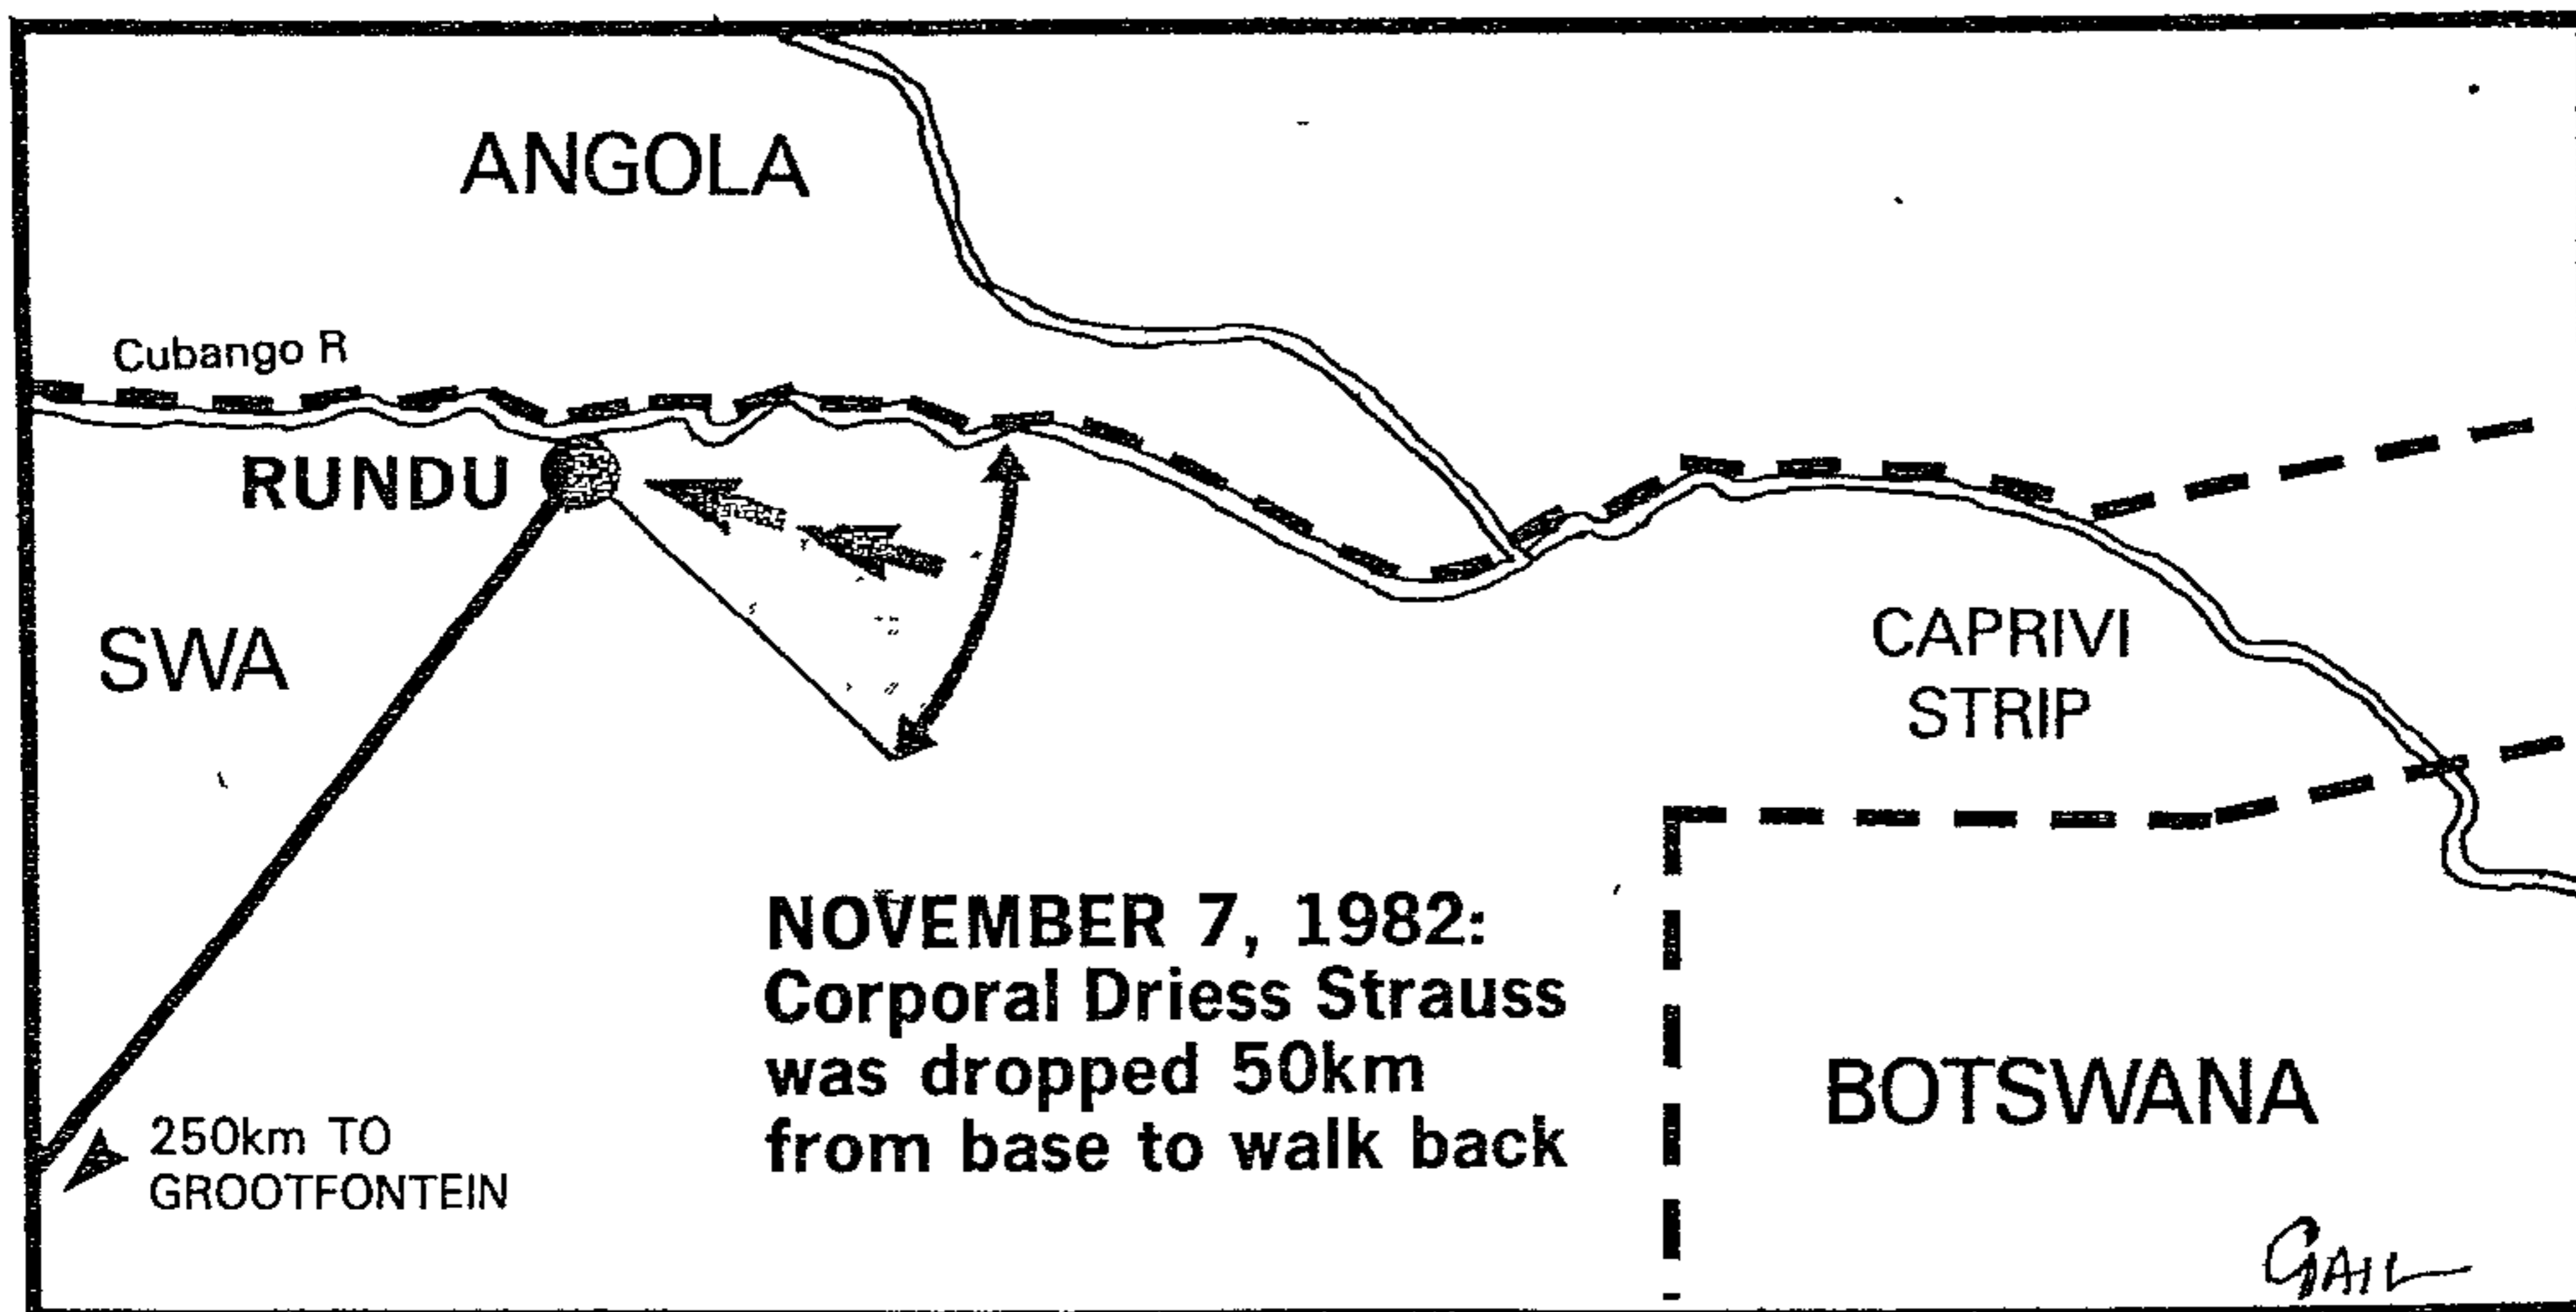 ANGOLA
Cubango R
RUNDU
SWA
CAPRIVI
STRIP
NOVEMBER 7, 1982:
Corporal Driess Strauss
was dropped 50km
from base to walk back
BOTSWANA
250km TO
GROOTFONTEIN
GAIL